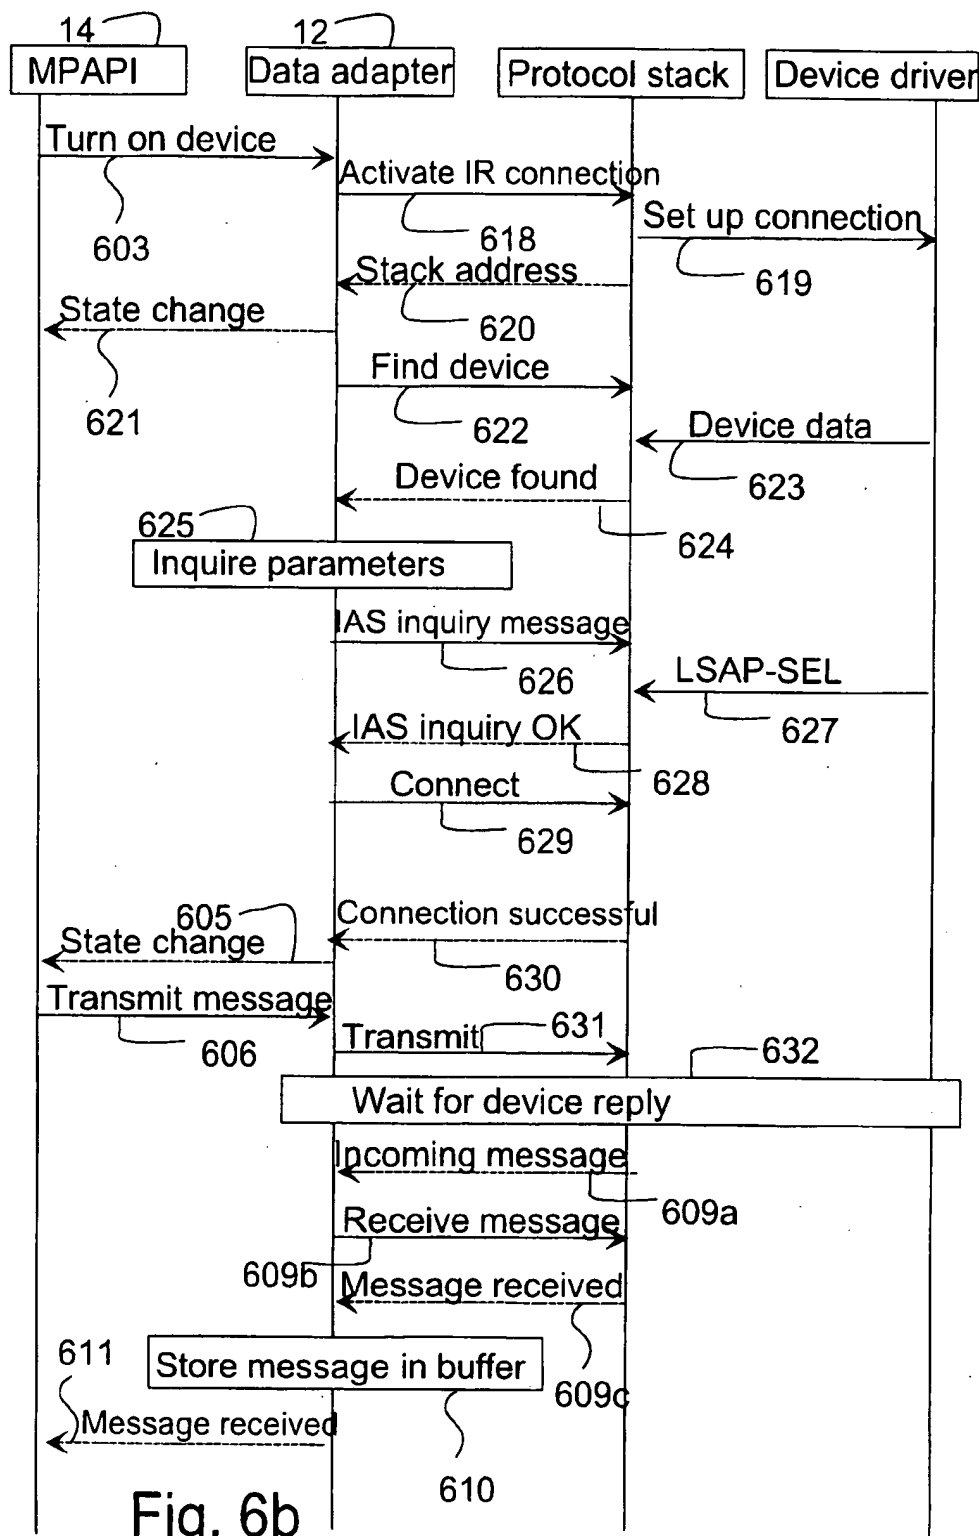 14
12
MPAPI
Data adapter
Protocol stack
Device driver
Turn on device
603
Activate IR connection
618
Set up connection
619
Stack address
620
State change
621
Find device
622
Device data
623
Device found
624
625
Inquire parameters
IAS inquiry message
626
LSAP-SEL
627
IAS inquiry OK
628
Connect
629
605
Connection successful
630
State change
Transmit message
606
Transmit
631
632
Wait for device reply
Incoming message
609a
Receive message
609b
Message received
609c
611
Store message in buffer
610
Message received
Fig. 6b